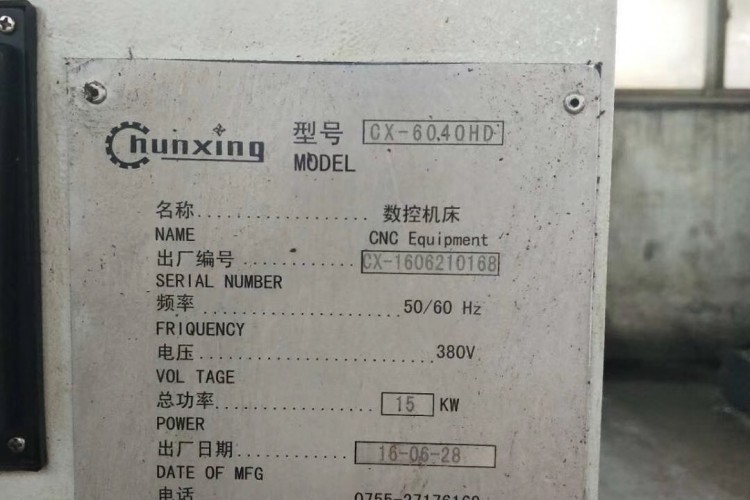 Chunxing
型号 CX-6040HD
MODEL
名称..................数控机床
NAME CNC Equipment
出厂编号............CX-1606210168
SERIAL NUMBER
频率....................50/60 Hz
FRIQUENCY
电压........................380V
VOL TAGE
总功率................15 KW
POWER
出厂日期............16-06-28
DATE OF MFG
电话